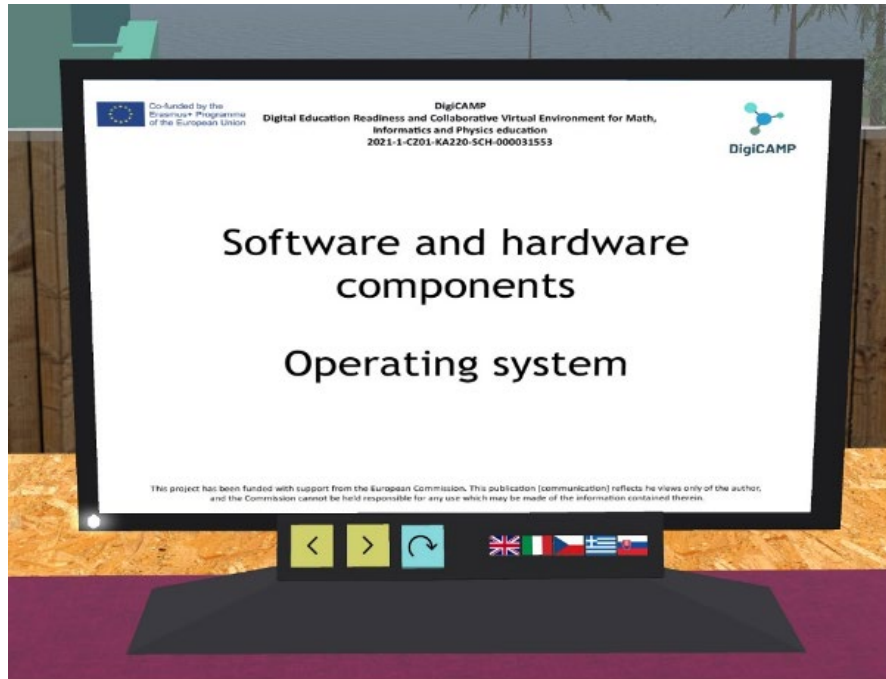 Co-funded by the
Erasmus+ Programme
of the European Union
DigiCAMP
Digital Education Readiness and Collaborative Virtual Environment for Math,
Informatics and Physics education
2021-1-CZ01-KA220-SCH-000031553
DigiCAMP
Software and hardware
components
Operating system
This project has been funded with support from the European Commission. This publication [communication] reflects he views only of the author,
and the Commission cannot be held responsible for any use which may be made of the information contained therein.